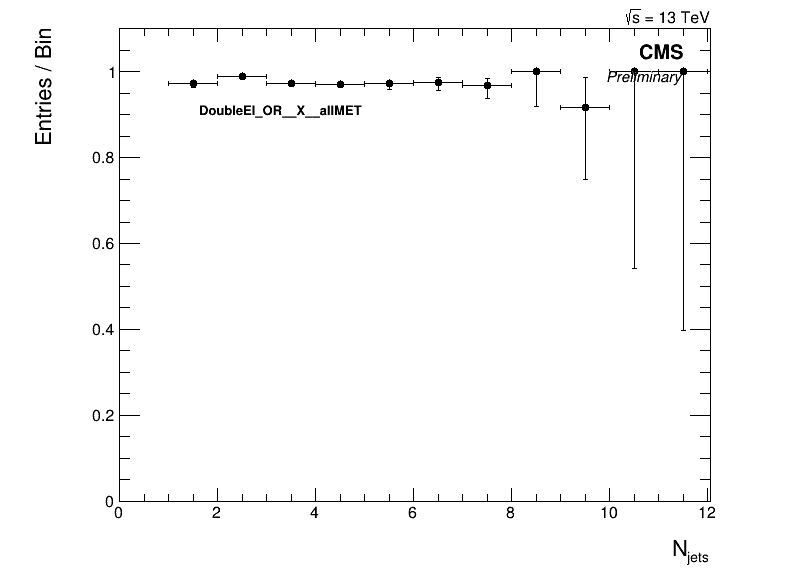 √s = 13 TeV
Entries / Bin
CMS
Preliminary
DoubleEl_OR__X__allMET
1
0.8
0.6
0.4
0.2
0
0 2 4 6 8 10 12
Njets